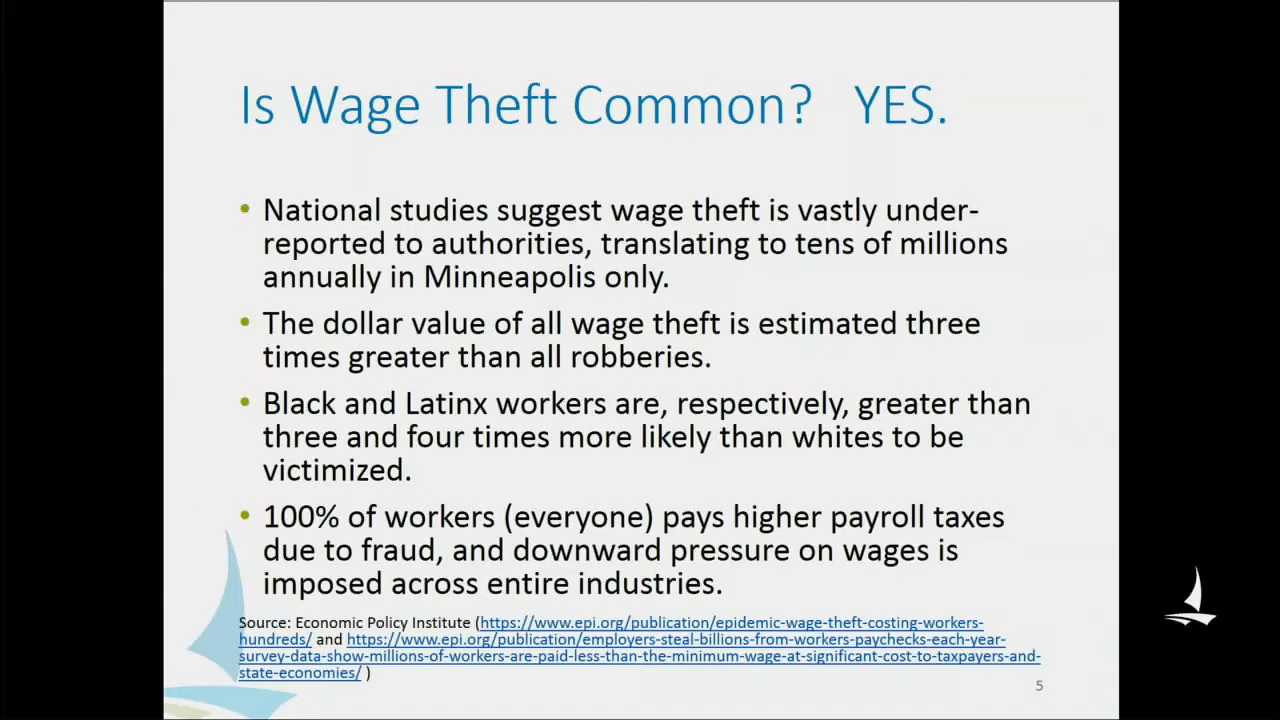 Is Wage Theft Common? YES.
• National studies suggest wage theft is vastly under-
reported to authorities, translating to tens of millions
annually in Minneapolis only.
• The dollar value of all wage theft is estimated three
times greater than all robberies.
• Black and Latinx workers are, respectively, greater than
three and four times more likely than whites to be
victimized.
• 100% of workers (everyone) pays higher payroll taxes
due to fraud, and downward pressure on wages is
imposed across entire industries.
Source: Economic Policy Institute (https://www.epi.org/publication/epidemic-wage-theft-costing-workers-
hundreds/ and https://www.epi.org/publication/employers-steal-billions-from-workers-paychecks-each-year-
survey-data-show-millions-of-workers-are-paid-less-than-the-minimum-wage-at-significant-cost-to-taxpayers-and-
state-economies/ )
5